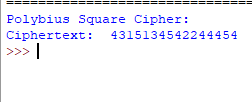 Polybius Square Cipher:
Ciphertext:  4315134542244454
>>>